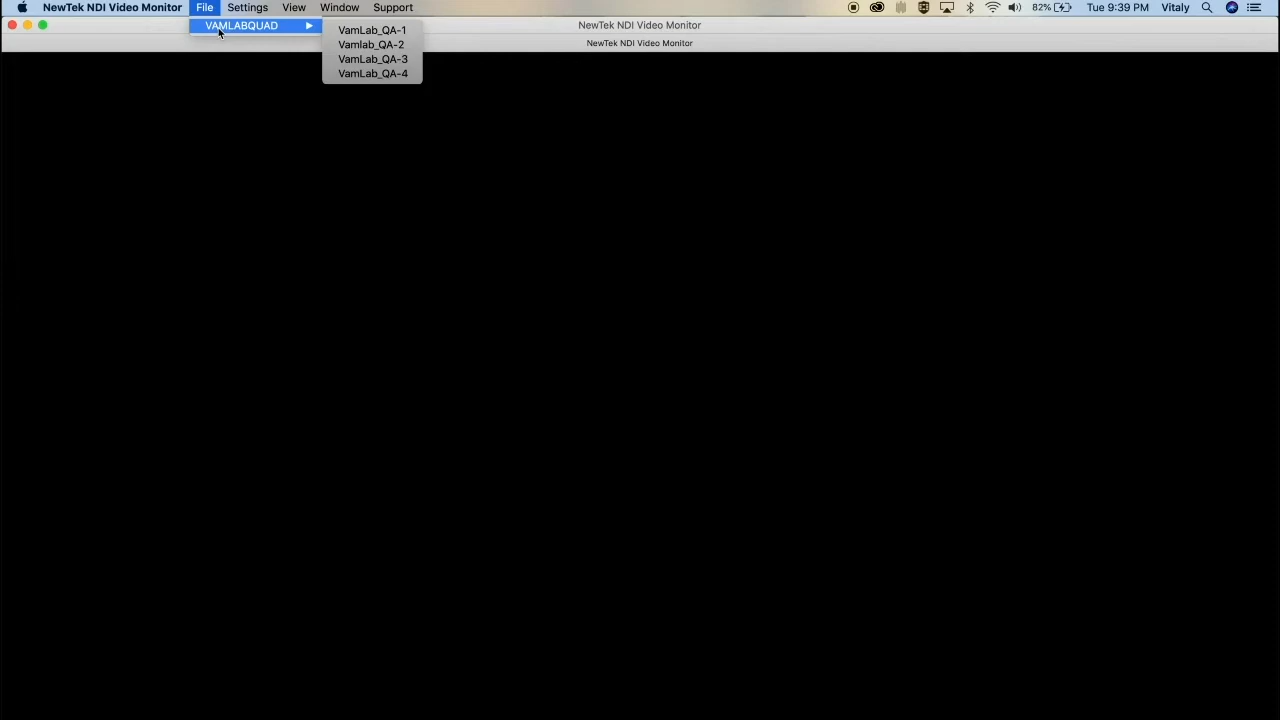 NewTek NDI Video Monitor File Settings View Window Support 82% Tue 9:39 PM Vitaly
NewTek NDI Video Monitor
NewTek NDI Video Monitor
VAMLABQUAD
VamLab_QA-1
Vamlab_QA-2
VamLab_QA-3
VamLab_QA-4